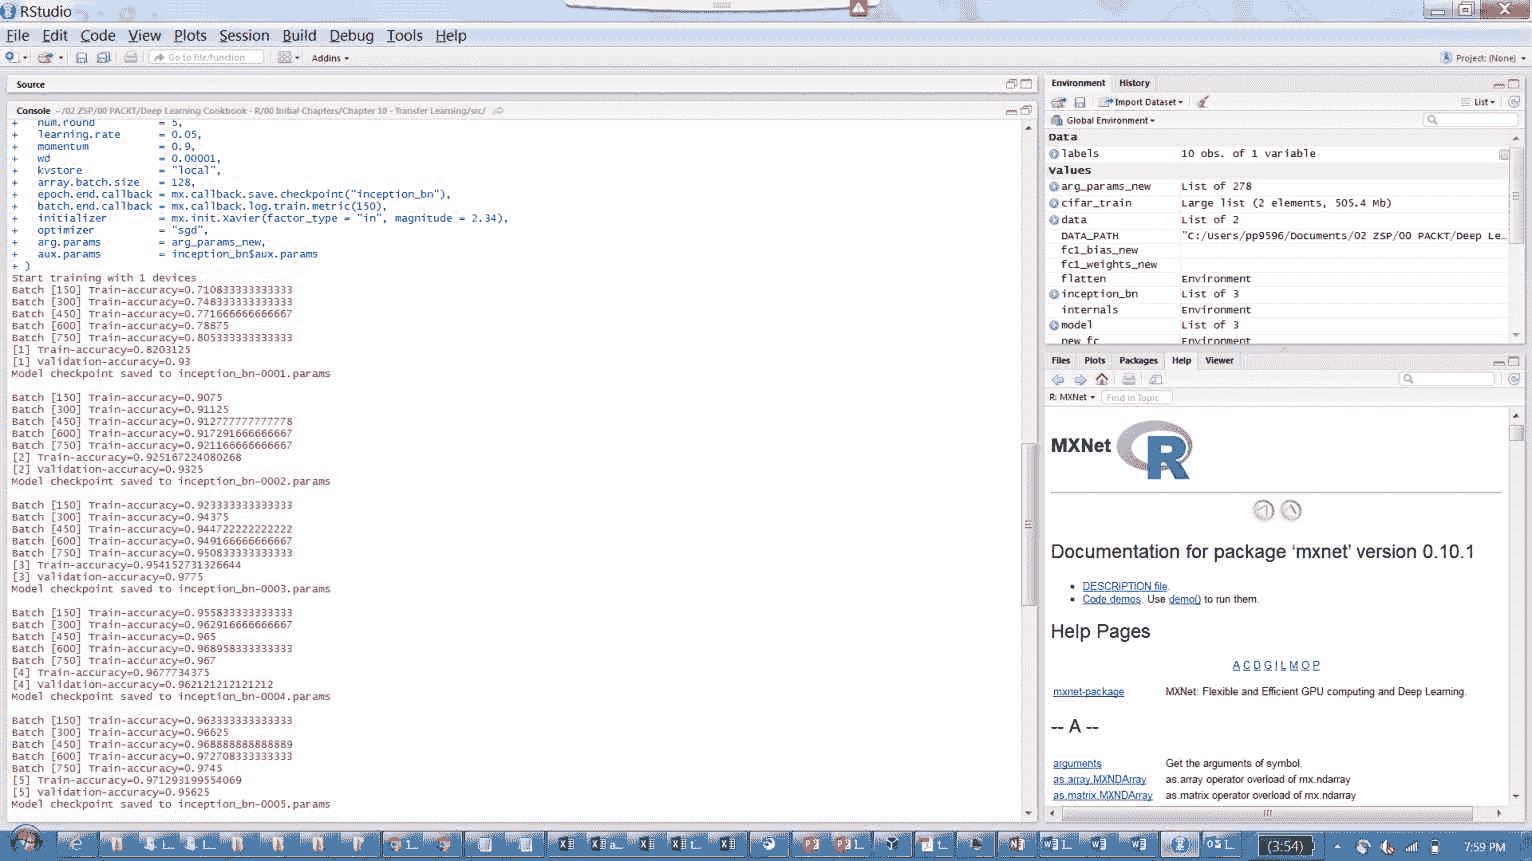 RStudio
File Edit Code View Plots Session Build Debug Tools Help
Go to file/function Addins Project: (None)
Source
Console ~/02 ZSP/00 PACKT/Deep Learning Cookbook - R/00 Initial Chapters/Chapter 10 - Transfer Learning/src/
+ num.round = 5,
+ learning.rate = 0.05,
+ momentum = 0.9,
+ wd = 0.00001,
+ kvstore = "local",
+ array.batch.size = 128,
+ epoch.end.callback = mx.callback.save.checkpoint("inception_bn"),
+ batch.end.callback = mx.callback.log.train.metric(150),
+ initializer = mx.init.Xavier(factor_type = "in", magnitude = 2.34),
+ optimizer = "sgd",
+ arg.params = arg_params_new,
+ aux.params = inception_bn$aux.params
+ )
Start training with 1 devices
Batch [150] Train-accuracy=0.710833333333333
Batch [300] Train-accuracy=0.748333333333333
Batch [450] Train-accuracy=0.771666666666667
Batch [600] Train-accuracy=0.78875
Batch [750] Train-accuracy=0.805333333333333
[1] Train-accuracy=0.8203125
[1] Validation-accuracy=0.93
Model checkpoint saved to inception_bn-0001.params
Batch [150] Train-accuracy=0.9075
Batch [300] Train-accuracy=0.91125
Batch [450] Train-accuracy=0.912777777777778
Batch [600] Train-accuracy=0.917291666666667
Batch [750] Train-accuracy=0.921166666666667
[2] Train-accuracy=0.925167224080268
[2] Validation-accuracy=0.9325
Model checkpoint saved to inception_bn-0002.params
Batch [150] Train-accuracy=0.923333333333333
Batch [300] Train-accuracy=0.94375
Batch [450] Train-accuracy=0.944722222222222
Batch [600] Train-accuracy=0.949166666666667
Batch [750] Train-accuracy=0.950833333333333
[3] Train-accuracy=0.954152731326644
[3] Validation-accuracy=0.9775
Model checkpoint saved to inception_bn-0003.params
Batch [150] Train-accuracy=0.955833333333333
Batch [300] Train-accuracy=0.962916666666667
Batch [450] Train-accuracy=0.965
Batch [600] Train-accuracy=0.968958333333333
Batch [750] Train-accuracy=0.967
[4] Train-accuracy=0.9677734375
[4] Validation-accuracy=0.962121212121212
Model checkpoint saved to inception_bn-0004.params
Batch [150] Train-accuracy=0.963333333333333
Batch [300] Train-accuracy=0.96625
Batch [450] Train-accuracy=0.968888888888889
Batch [600] Train-accuracy=0.972708333333333
Batch [750] Train-accuracy=0.9745
[5] Train-accuracy=0.971293199554069
[5] Validation-accuracy=0.95625
Model checkpoint saved to inception_bn-0005.params
Environment History
Import Dataset List
Global Environment
Data
labels 10 obs. of 1 variable
Values
arg_params_new List of 278
cifar_train Large list (2 elements, 505.4 Mb)
data List of 2
DATA_PATH "C:/Users/pp9596/Documents/02 ZSP/00 PACKT/Deep Le…
fc1_bias_new
fc1_weights_new
flatten Environment
inception_bn List of 3
internals Environment
model List of 3
new_fc Environment
Files Plots Packages Help Viewer
R: MXNet Find in Topic
MXNet R
Documentation for package 'mxnet' version 0.10.1
DESCRIPTION file.
Code demos. Use demo() to run them.
Help Pages
A C D G I L M O P
mxnet-package MXNet: Flexible and Efficient GPU computing and Deep Learning.
-- A --
arguments Get the arguments of symbol.
as.array.MXNDArray as.array operator overload of mx.ndarray
as.matrix.MXNDArray as.matrix operator overload of mx.ndarray
(3:54) 7:59 PM